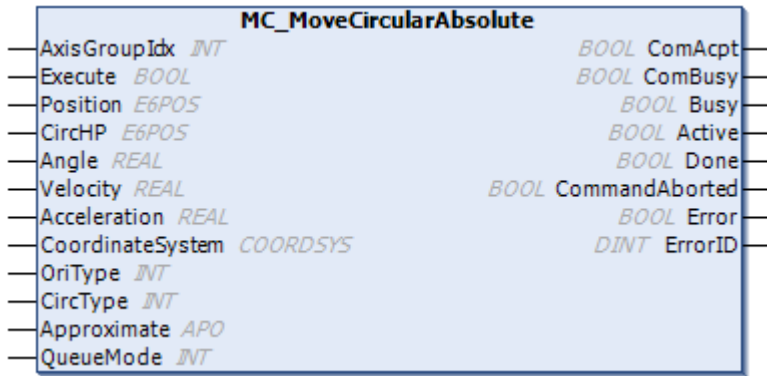 MC_MoveCircularAbsolute
AxisGroupIdx INT BOOL ComAcpt
Execute BOOL BOOL ComBusy
Position E6POS BOOL Busy
CircHP E6POS BOOL Active
Angle REAL BOOL Done
Velocity REAL BOOL CommandAborted
Acceleration REAL BOOL Error
CoordinateSystem COORDSYS DINT ErrorID
OriType INT
CircType INT
Approximate APO
QueueMode INT